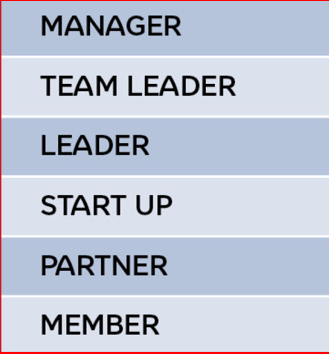 MANAGER
TEAM LEADER
LEADER
START UP
PARTNER
MEMBER